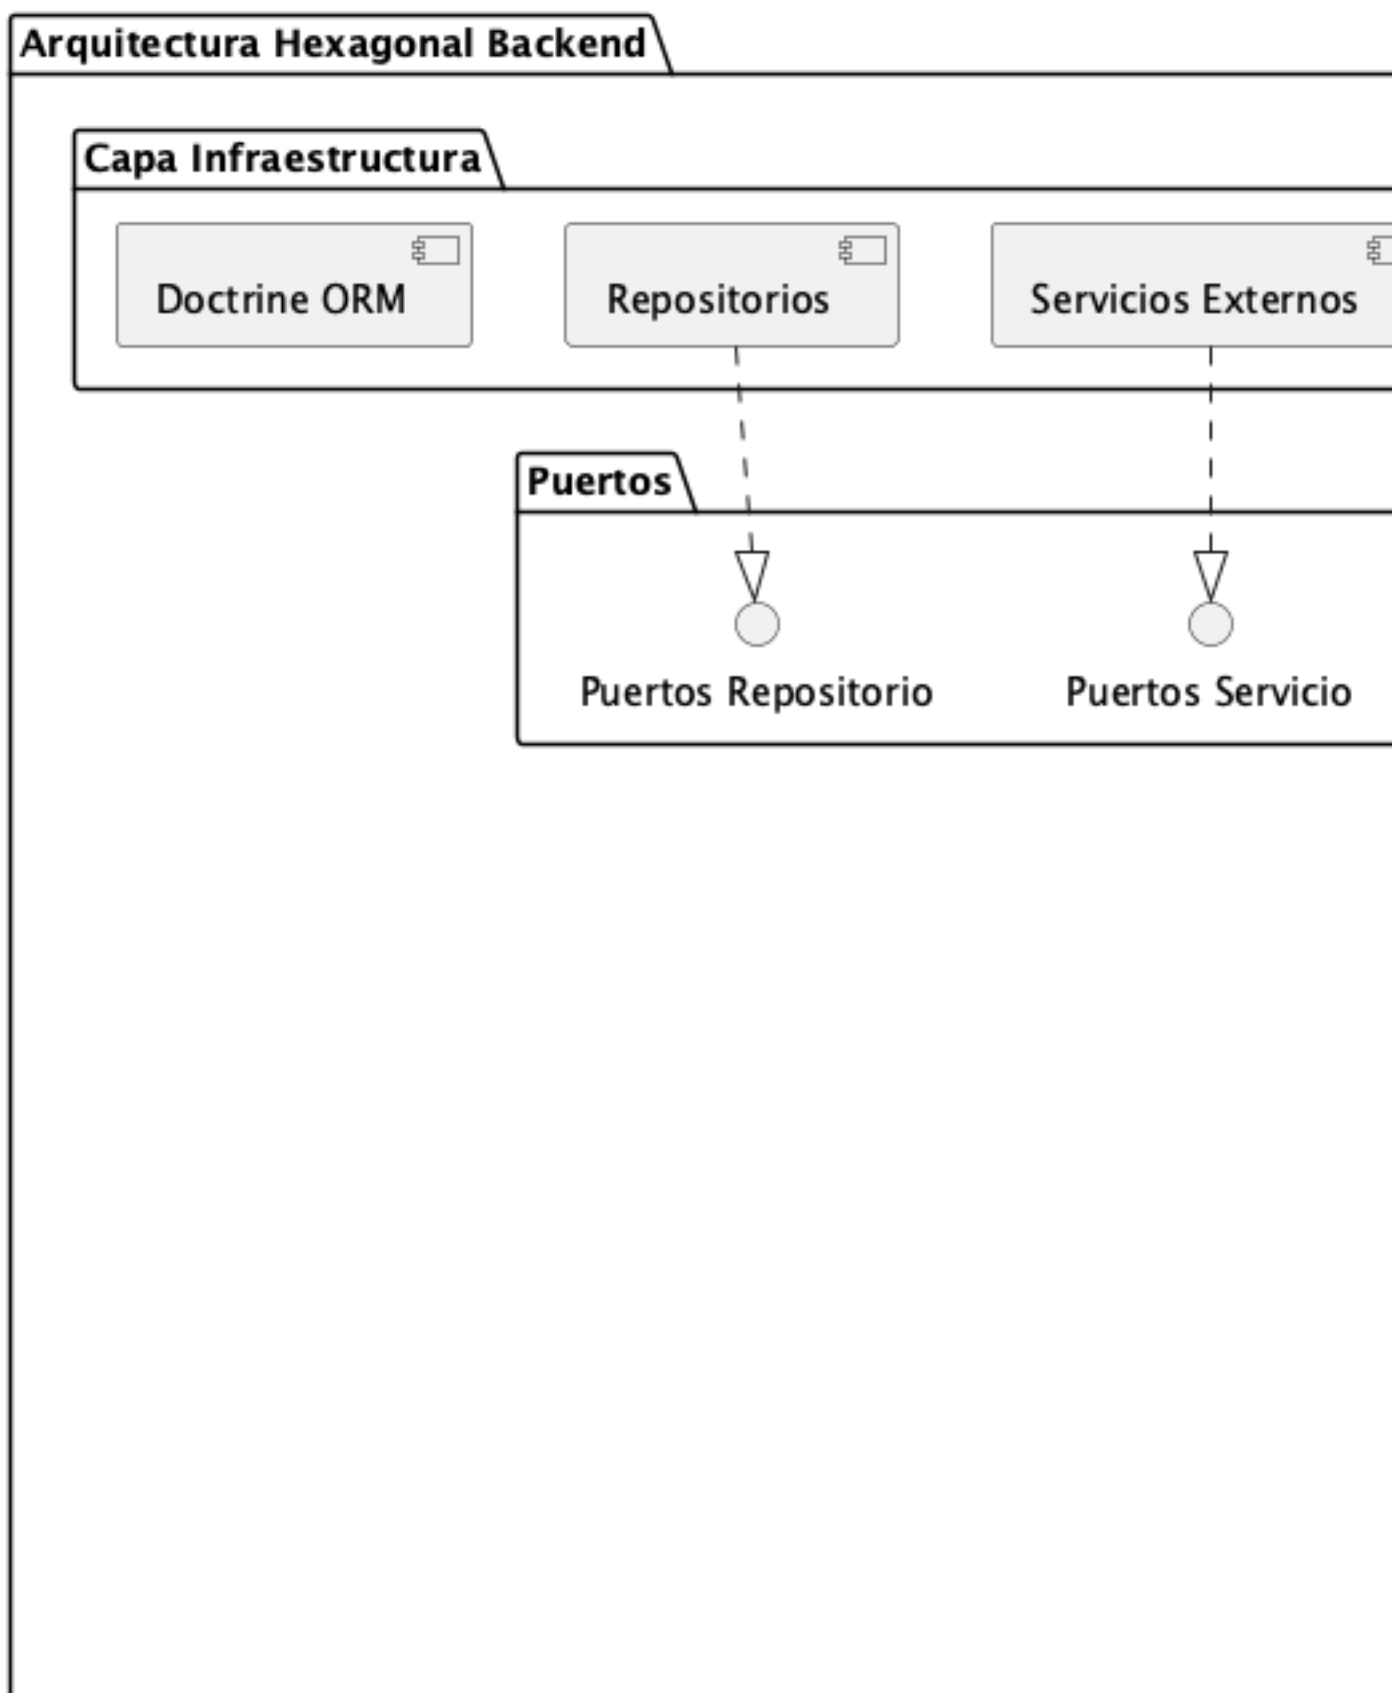 Arquitectura Hexagonal Backend
Capa Infraestructura
Doctrine ORM
Repositorios
Servicios Externos
Puertos
Puertos Repositorio
Puertos Servicio